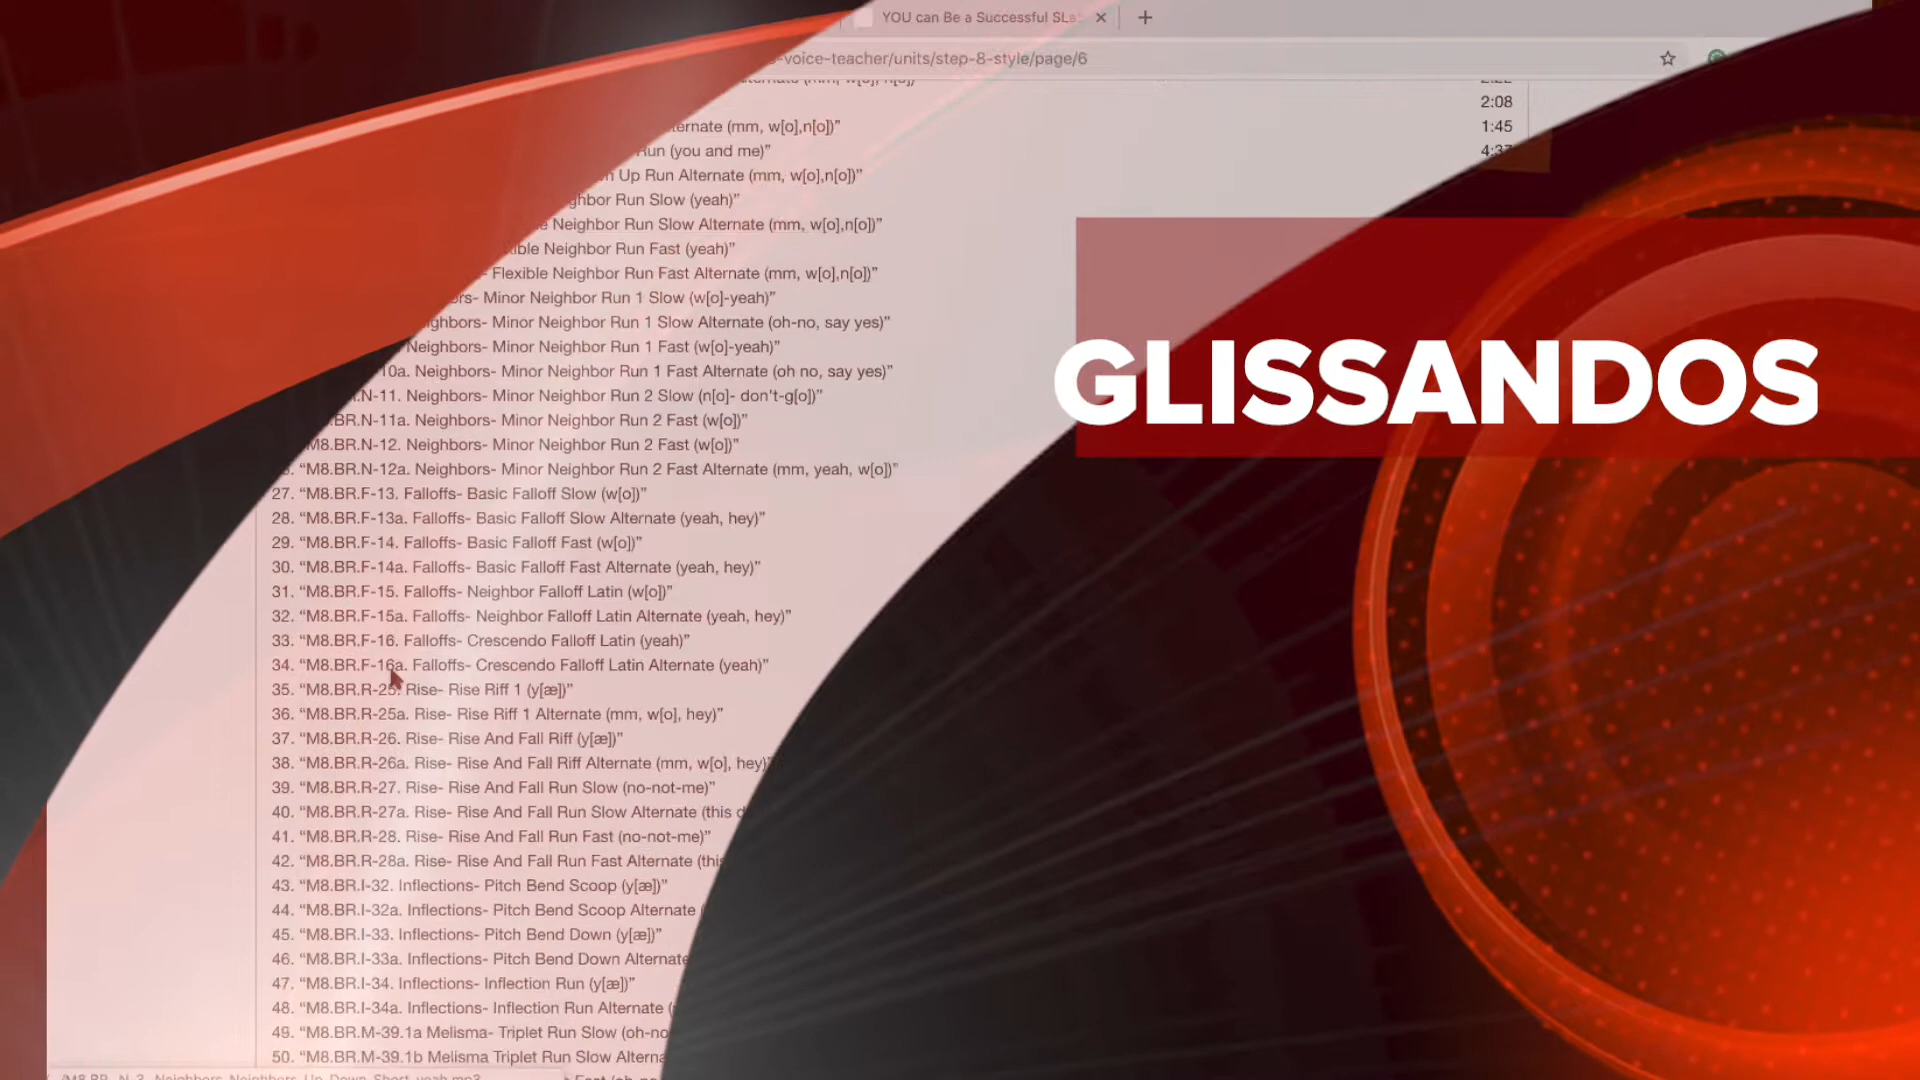 YOU can Be a Successful SLa
-voice-teacher/units/step-8-style/page/6
2:08
ernate (mm, w[o],n[o])” 1:45
Run (you and me)” 4:37
Up Run Alternate (mm, w[o],n[o])”
ghbor Run Slow (yeah)”
Neighbor Run Slow Alternate (mm, w[o],n[o])”
ible Neighbor Run Fast (yeah)”
- Flexible Neighbor Run Fast Alternate (mm, w[o],n[o])”
ors- Minor Neighbor Run 1 Slow (w[o]-yeah)”
ighbors- Minor Neighbor Run 1 Slow Alternate (oh-no, say yes)”
Neighbors- Minor Neighbor Run 1 Fast (w[o]-yeah)”
10a. Neighbors- Minor Neighbor Run 1 Fast Alternate (oh no, say yes)”
GLISSANDOS
N-11. Neighbors- Minor Neighbor Run 2 Slow (n[o]- don't-g[o])”
BR.N-11a. Neighbors- Minor Neighbor Run 2 Fast (w[o])”
M8.BR.N-12. Neighbors- Minor Neighbor Run 2 Fast (w[o])”
“M8.BR.N-12a. Neighbors- Minor Neighbor Run 2 Fast Alternate (mm, yeah, w[o])”
27. “M8.BR.F-13. Falloffs- Basic Falloff Slow (w[o])”
28. “M8.BR.F-13a. Falloffs- Basic Falloff Slow Alternate (yeah, hey)”
29. “M8.BR.F-14. Falloffs- Basic Falloff Fast (w[o])”
30. “M8.BR.F-14a. Falloffs- Basic Falloff Fast Alternate (yeah, hey)”
31. “M8.BR.F-15. Falloffs- Neighbor Falloff Latin (w[o])”
32. “M8.BR.F-15a. Falloffs- Neighbor Falloff Latin Alternate (yeah, hey)”
33. “M8.BR.F-16. Falloffs- Crescendo Falloff Latin (yeah)”
34. “M8.BR.F-16a. Falloffs- Crescendo Falloff Latin Alternate (yeah)”
35. “M8.BR.R-25. Rise- Rise Riff 1 (y[æ])”
36. “M8.BR.R-25a. Rise- Rise Riff 1 Alternate (mm, w[o], hey)”
37. “M8.BR.R-26. Rise- Rise And Fall Riff (y[æ])”
38. “M8.BR.R-26a. Rise- Rise And Fall Riff Alternate (mm, w[o], hey)”
39. “M8.BR.R-27. Rise- Rise And Fall Run Slow (no-not-me)”
40. “M8.BR.R-27a. Rise- Rise And Fall Run Slow Alternate (this
41. “M8.BR.R-28. Rise- Rise And Fall Run Fast (no-not-me)”
42. “M8.BR.R-28a. Rise- Rise And Fall Run Fast Alternate (this
43. “M8.BR.I-32. Inflections- Pitch Bend Scoop (y[æ])”
44. “M8.BR.I-32a. Inflections- Pitch Bend Scoop Alternate
45. “M8.BR.I-33. Inflections- Pitch Bend Down (y[æ])”
46. “M8.BR.I-33a. Inflections- Pitch Bend Down Alternate
47. “M8.BR.I-34. Inflections- Inflection Run (y[æ])”
48. “M8.BR.I-34a. Inflections- Inflection Run Alternate (
49. “M8.BR.M-39.1a Melisma- Triplet Run Slow (oh-no
50. “M8.BR.M-39.1b Melisma Triplet Run Slow Alterna